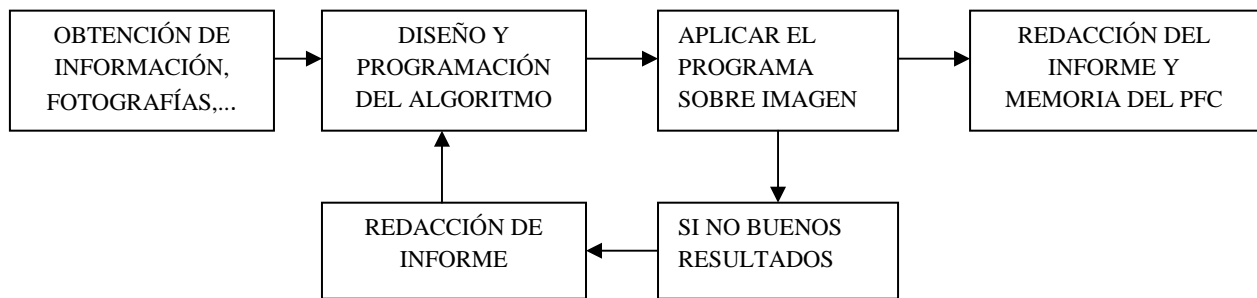 OBTENCIÓN DE
INFORMACIÓN,
FOTOGRAFÍAS,...
DISEÑO Y
PROGRAMACIÓN
DEL ALGORITMO
APLICAR EL
PROGRAMA
SOBRE IMAGEN
REDACCIÓN DEL
INFORME Y
MEMORIA DEL PFC
REDACCIÓN DE
INFORME
SI NO BUENOS
RESULTADOS